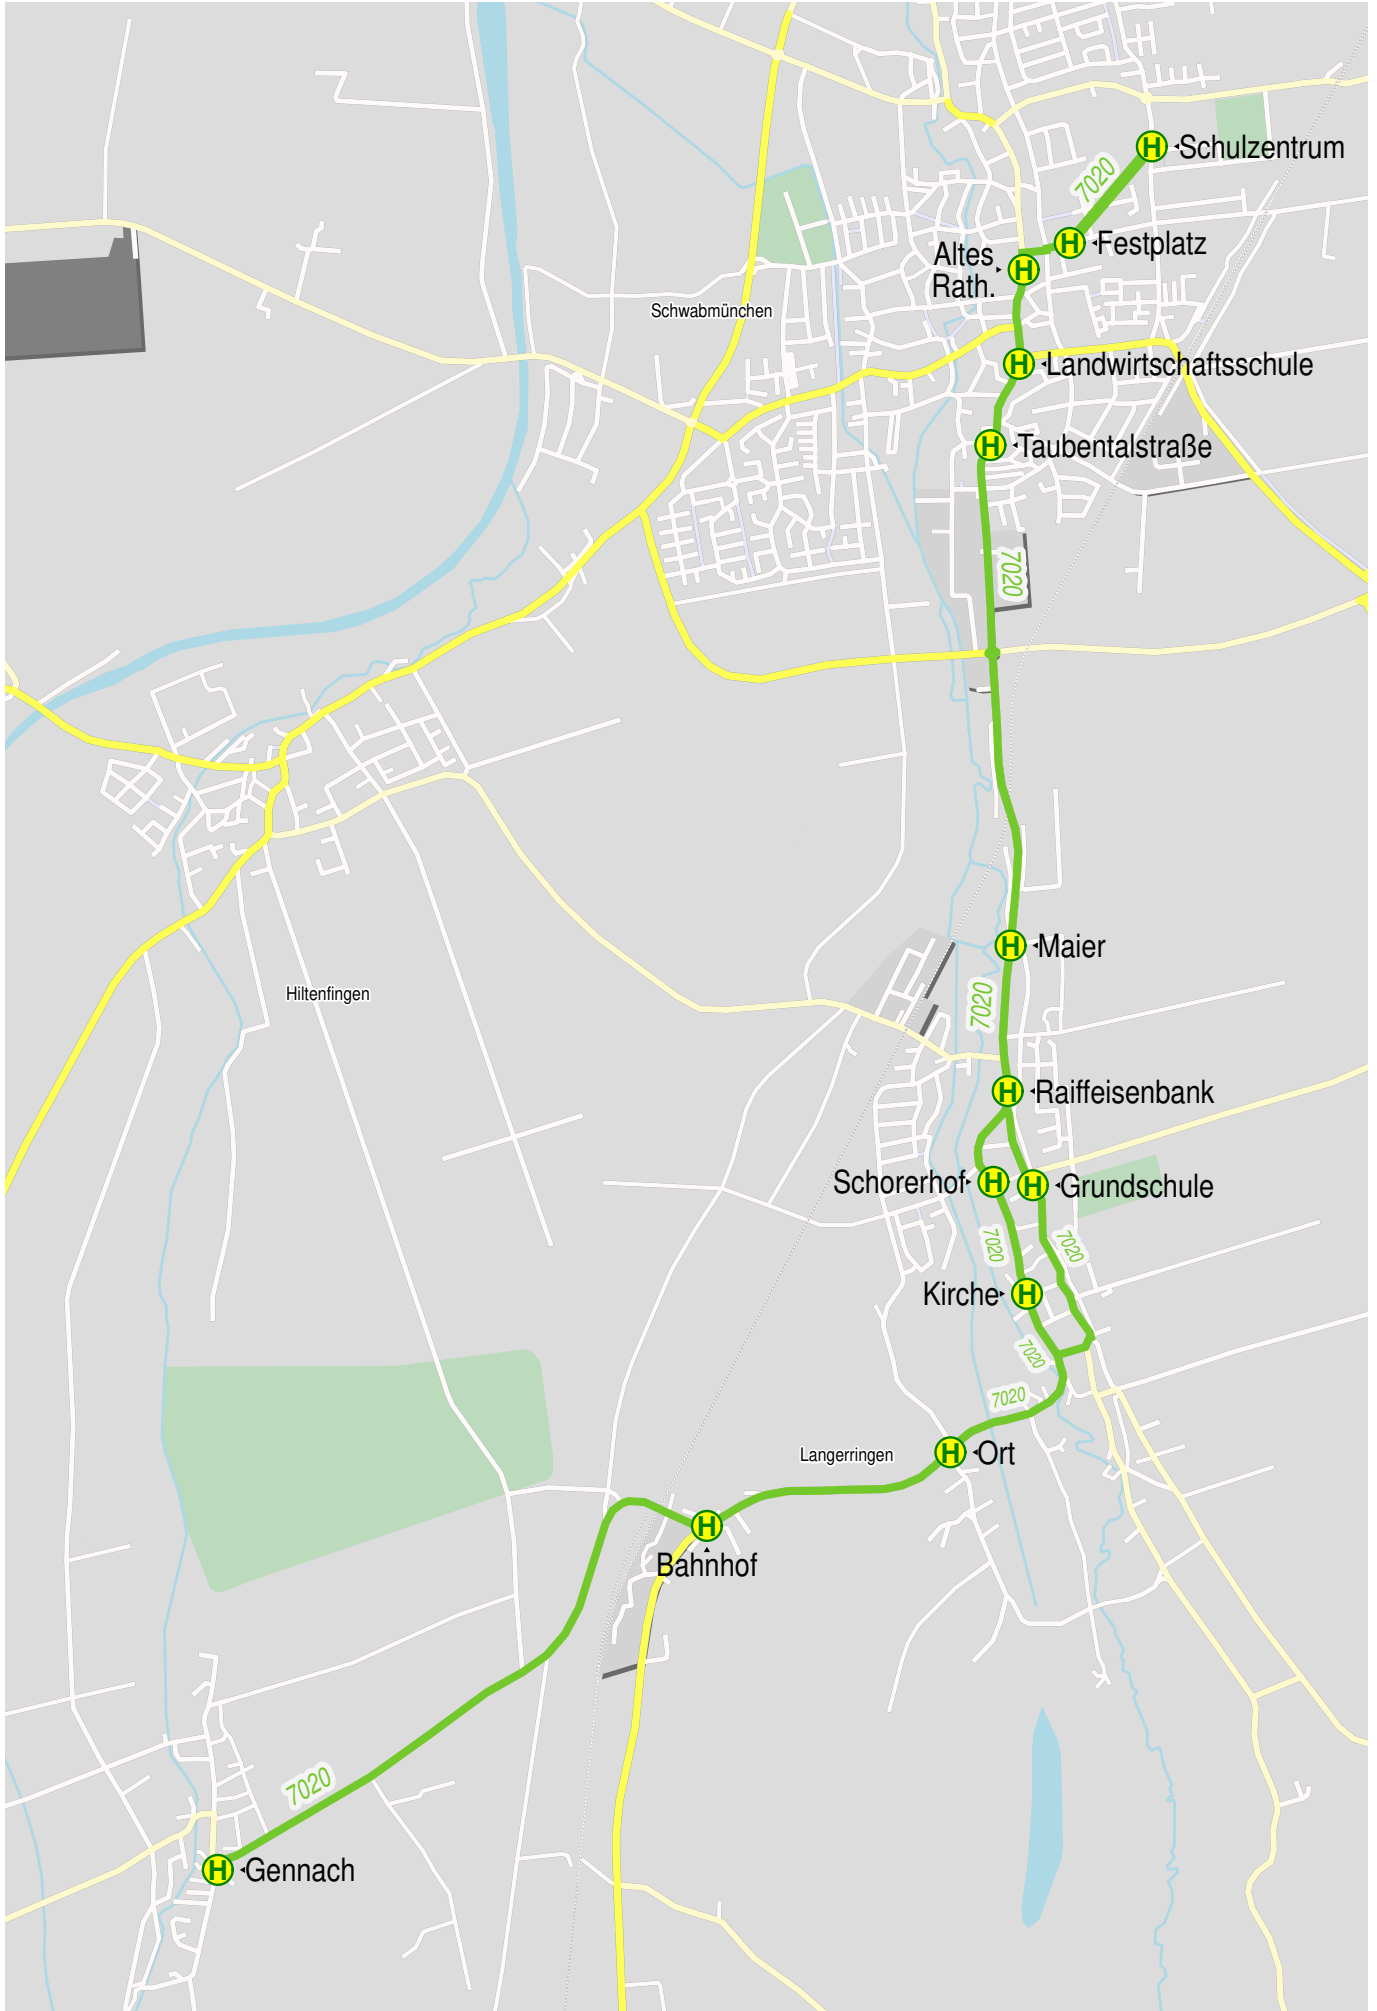 H Schulzentrum
7020
H Festplatz
Altes
Rath. H
Schwabmünchen
H Landwirtschaftsschule
H Taubentalstraße
7020
H Maier
Hiltenfingen
7020
H Raiffeisenbank
Schorerhof H
H Grundschule
7020
7020
Kirche H
7020
7020
Langerringen
H Ort
H
Bahnhof
7020
H Gennach